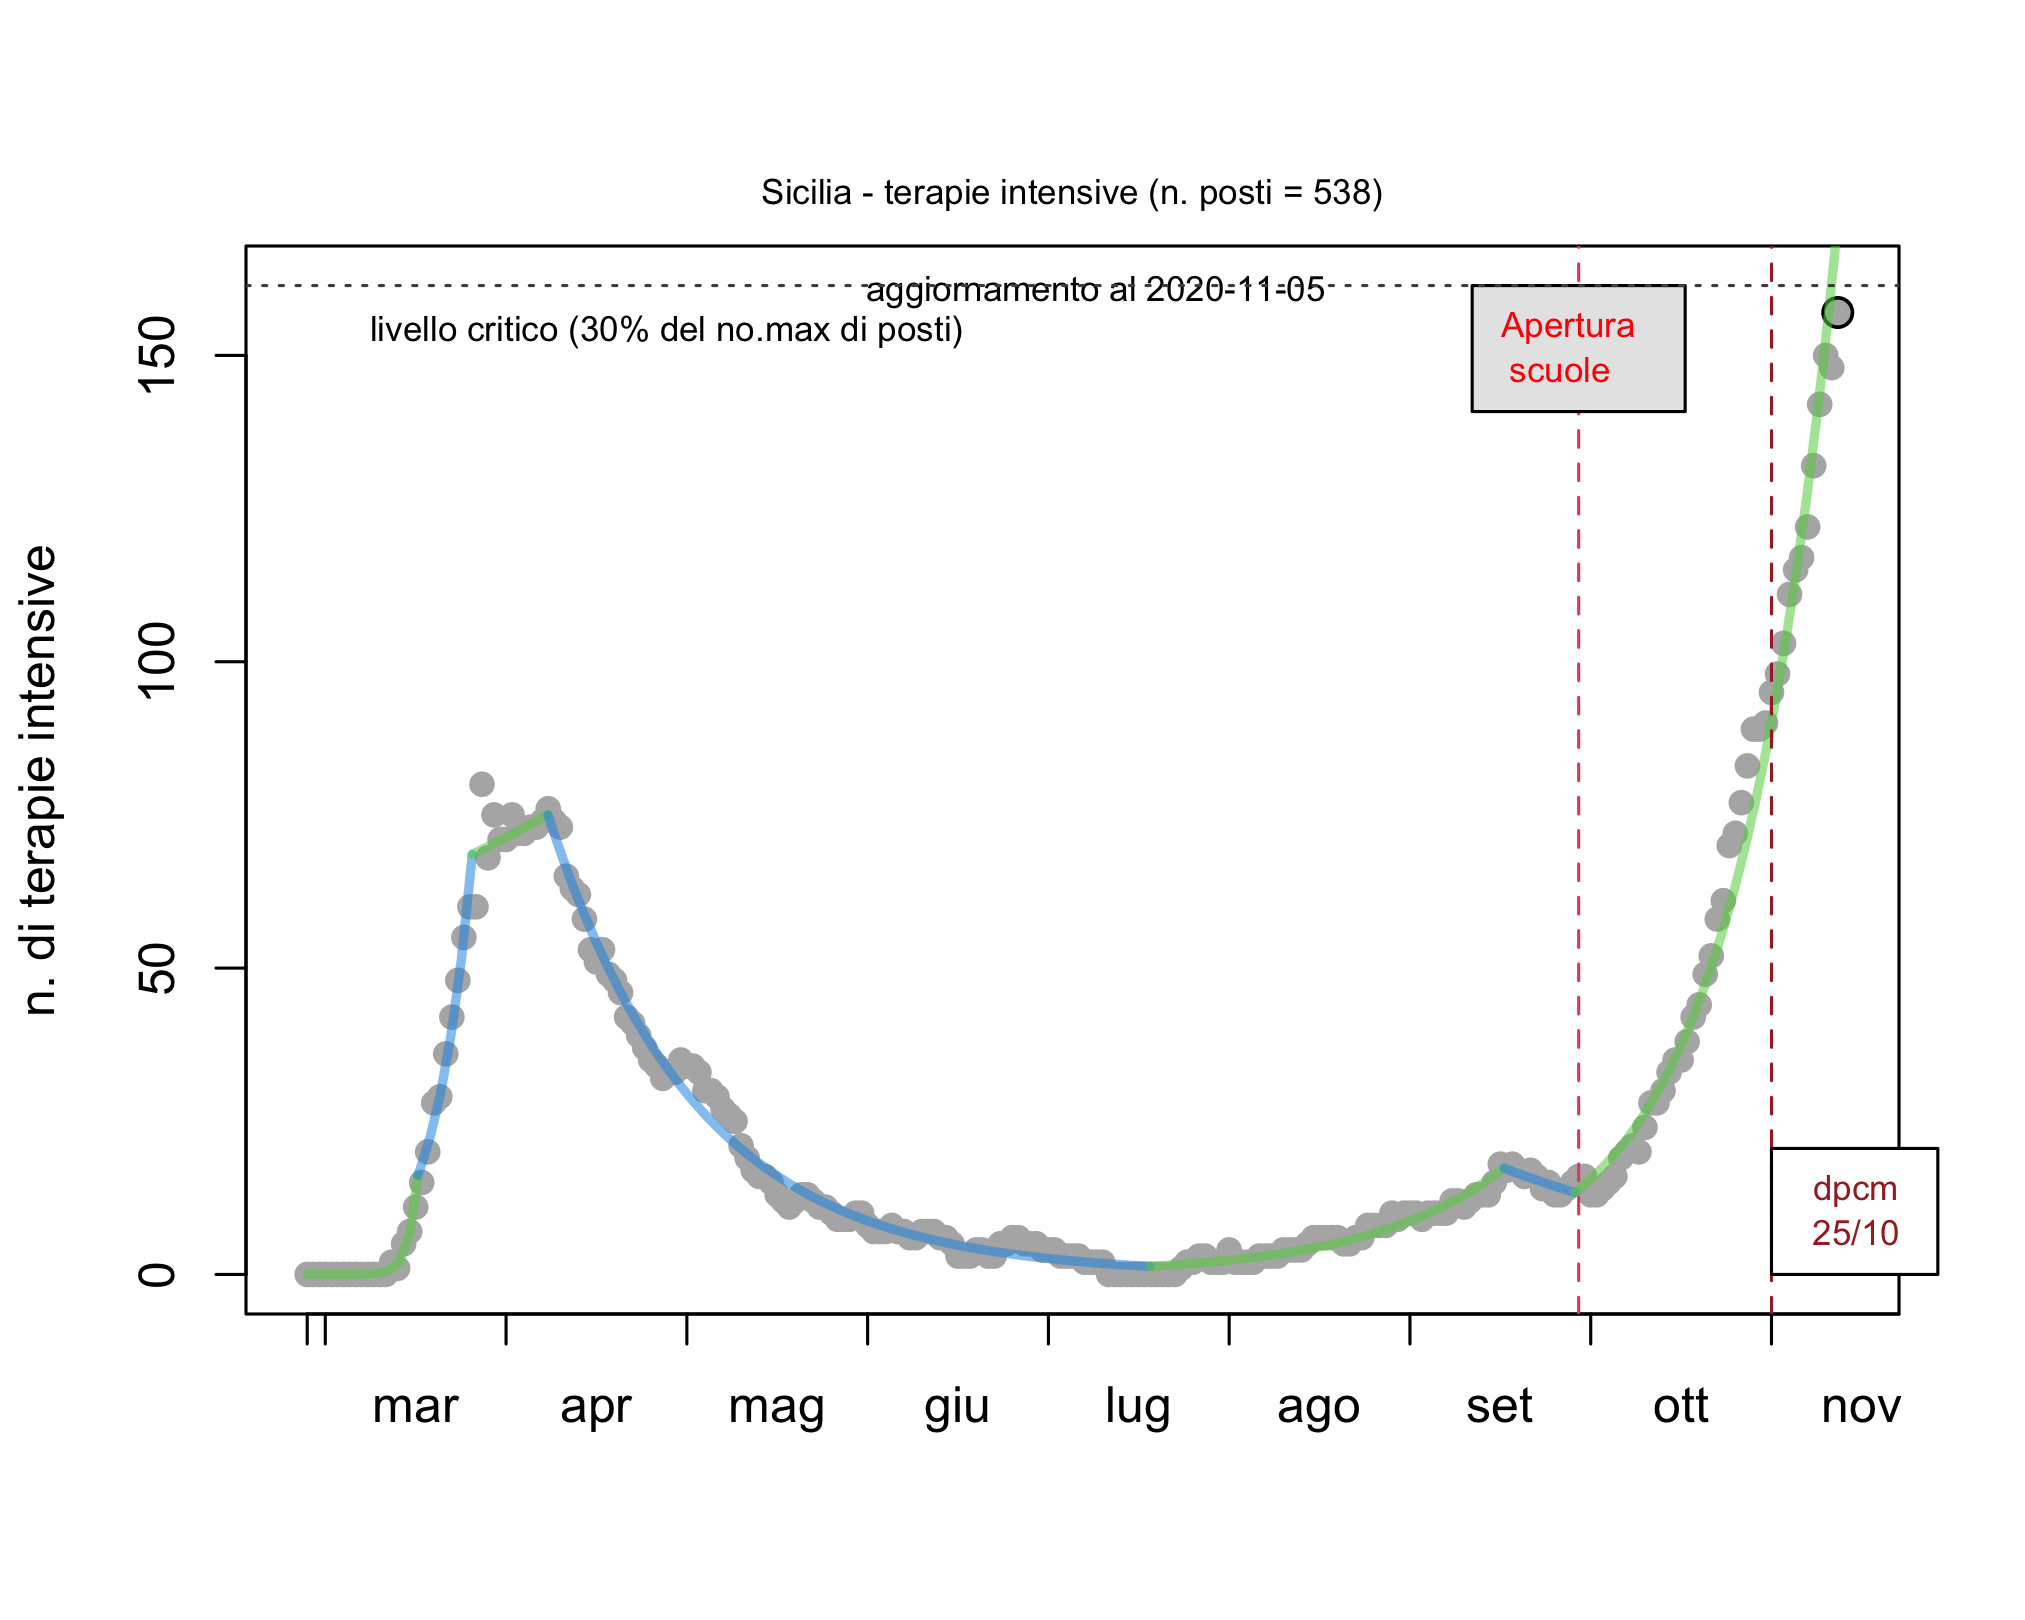 Sicilia - terapie intensive (n. posti = 538)
aggiornamento al 2020-11-05
livello critico (30% del no.max di posti)
Apertura
scuole
n. di terapie intensive
150
100
50
0
dpcm
25/10
mar apr mag giu lug ago set ott nov